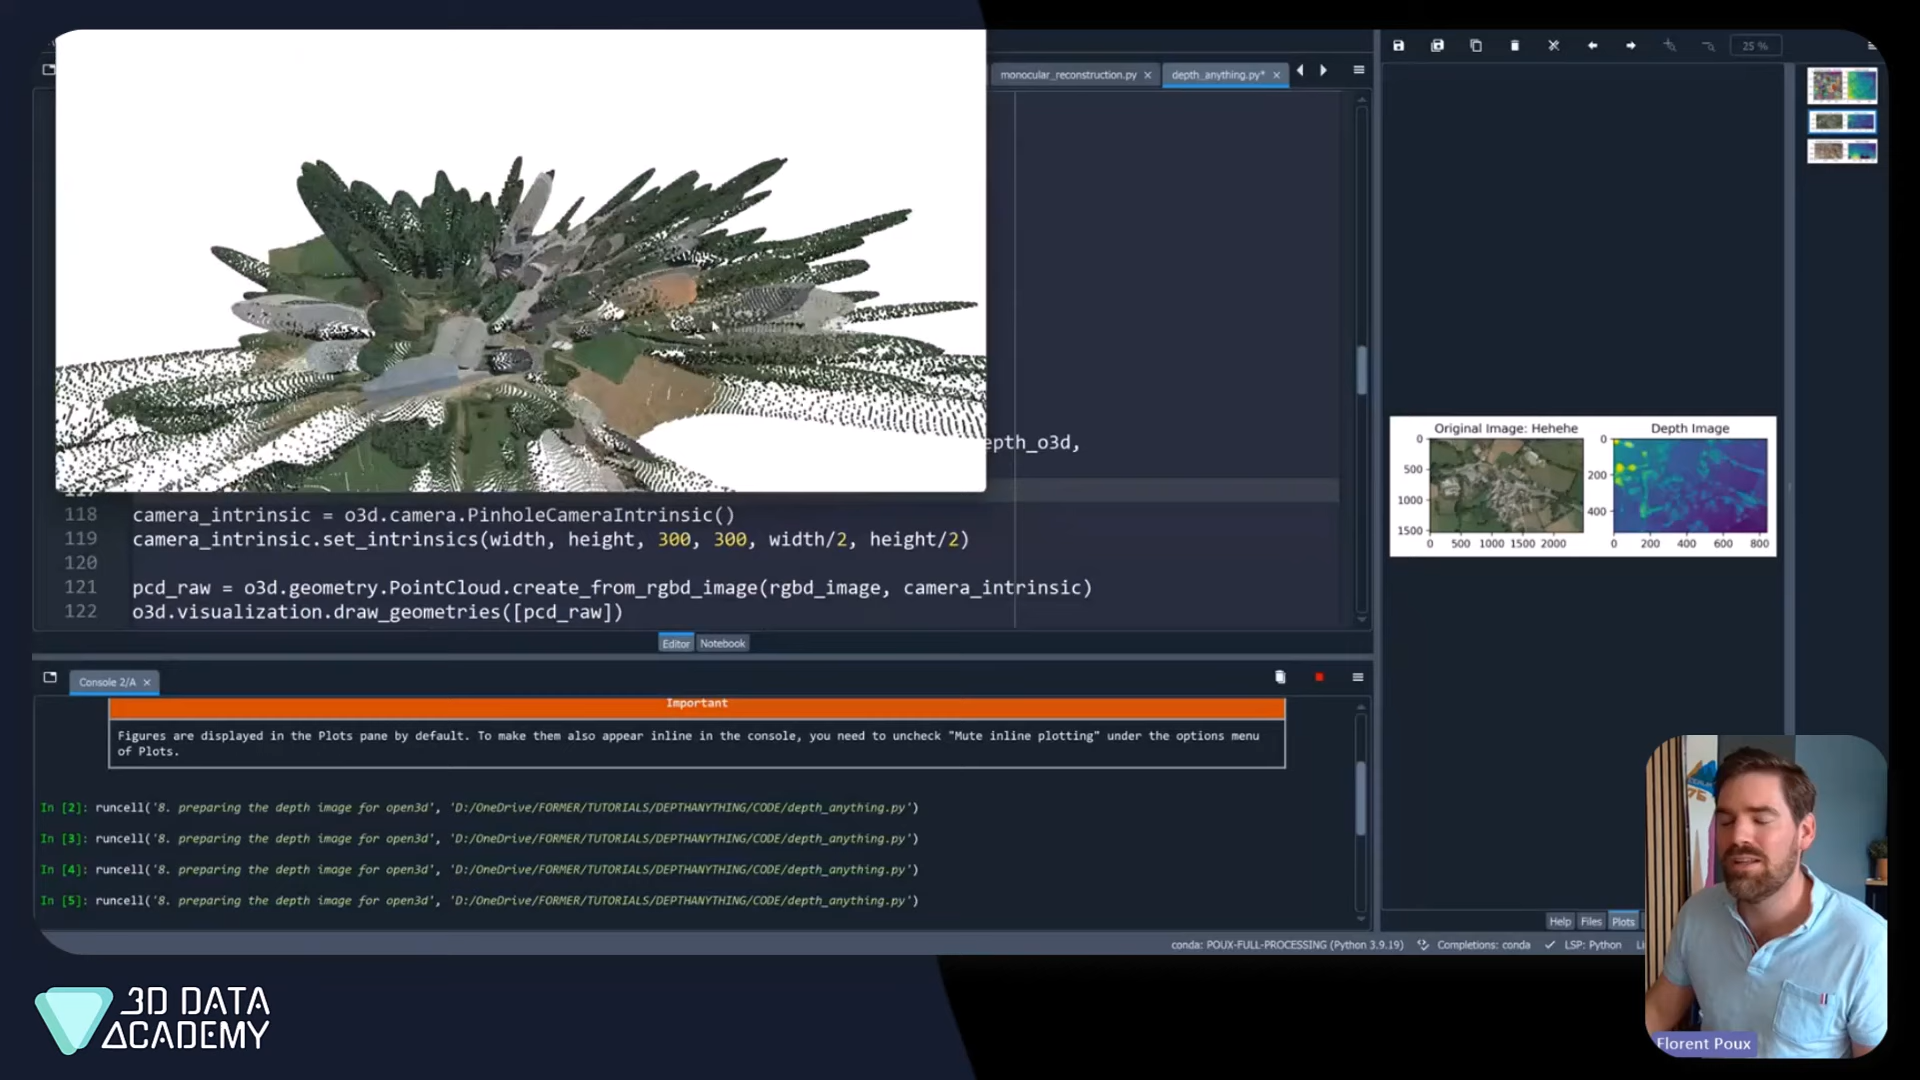 monocular_reconstruction.py
depth_anything.py*
25 %
epth_o3d,
118 camera_intrinsic = o3d.camera.PinholeCameraIntrinsic()
119 camera_intrinsic.set_intrinsics(width, height, 300, 300, width/2, height/2)
120
121 pcd_raw = o3d.geometry.PointCloud.create_from_rgbd_image(rgbd_image, camera_intrinsic)
122 o3d.visualization.draw_geometries([pcd_raw])
Editor Notebook
Console 2/A
Important
Figures are displayed in the Plots pane by default. To make them also appear inline in the console, you need to uncheck "Mute inline plotting" under the options menu
of Plots.
In [2]: runcell('8. preparing the depth image for open3d', 'D:/OneDrive/FORMER/TUTORIALS/DEPTHANYTHING/CODE/depth_anything.py')
In [3]: runcell('8. preparing the depth image for open3d', 'D:/OneDrive/FORMER/TUTORIALS/DEPTHANYTHING/CODE/depth_anything.py')
In [4]: runcell('8. preparing the depth image for open3d', 'D:/OneDrive/FORMER/TUTORIALS/DEPTHANYTHING/CODE/depth_anything.py')
In [5]: runcell('8. preparing the depth image for open3d', 'D:/OneDrive/FORMER/TUTORIALS/DEPTHANYTHING/CODE/depth_anything.py')
Original Image: Hehehe
0
500
1000
1500
0 500 1000 1500 2000
Depth Image
0
200
400
0 200 400 600 800
Help Files Plots
conda: POUX-FULL-PROCESSING (Python 3.9.19) Completions: conda LSP: Python
3D DATA
ACADEMY
Florent Poux